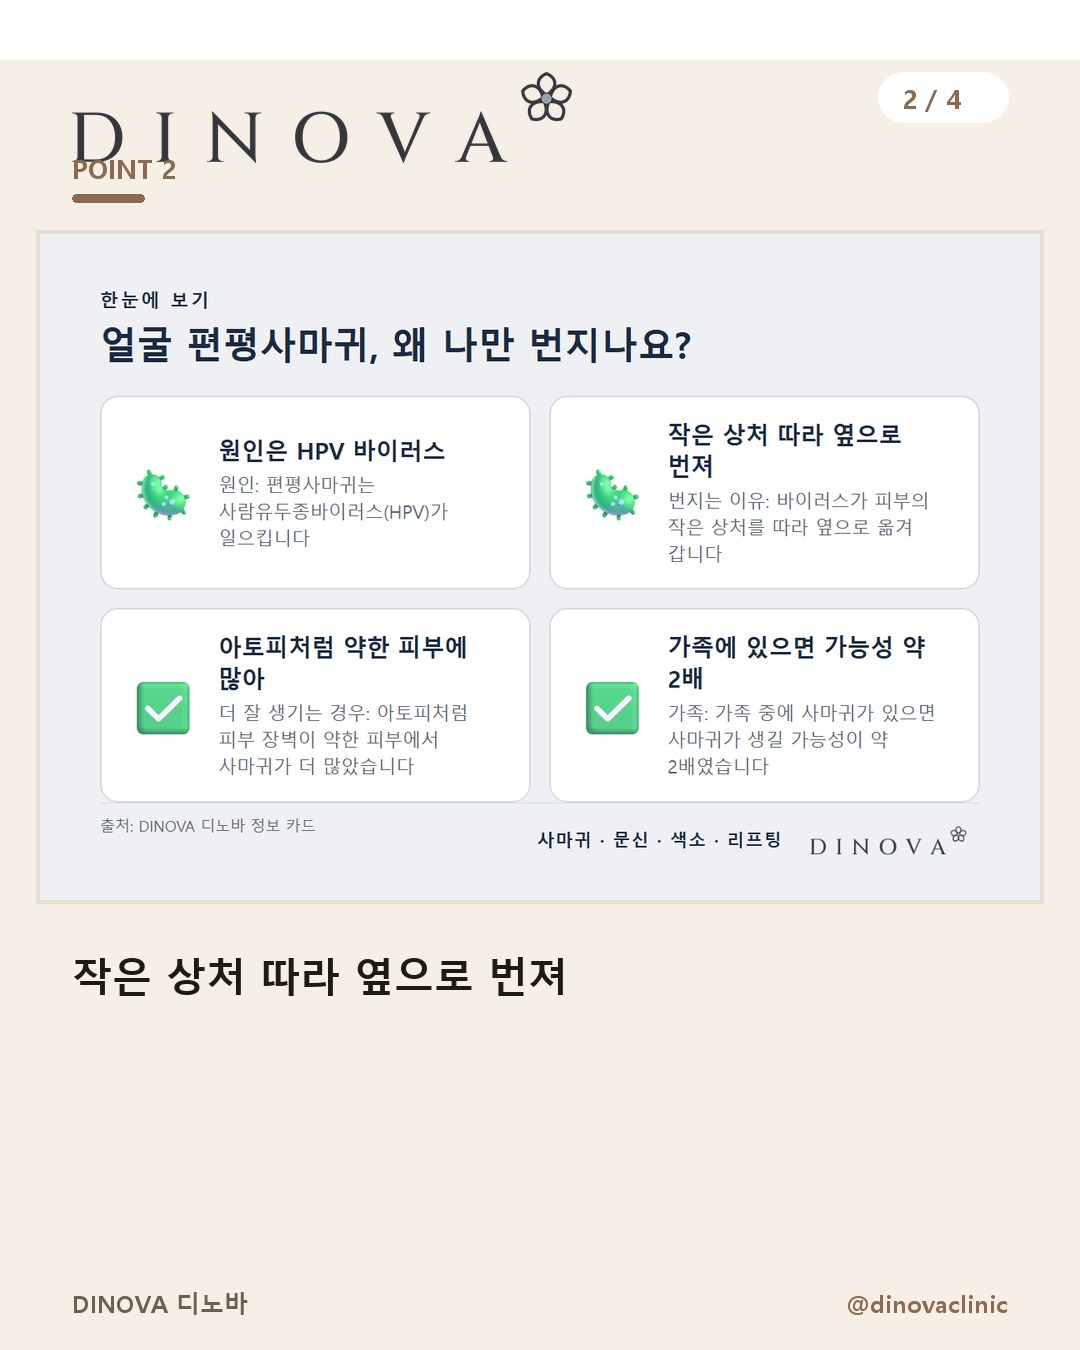 DINOVA
2 / 4
POINT 2
한눈에 보기
얼굴 편평사마귀, 왜 나만 번지나요?
원인은 HPV 바이러스
원인: 편평사마귀는
사람유두종바이러스(HPV)가
일으킵니다
작은 상처 따라 옆으로
번져
번지는 이유: 바이러스가 피부의
작은 상처를 따라 옆으로 옮겨
갑니다
아토피처럼 약한 피부에
많아
더 잘 생기는 경우: 아토피처럼
피부 장벽이 약한 피부에서
사마귀가 더 많았습니다
가족에 있으면 가능성 약
2배
가족: 가족 중에 사마귀가 있으면
사마귀가 생길 가능성이 약
2배였습니다
출처: DINOVA 디노바 정보 카드
사마귀 · 문신 · 색소 · 리프팅
DINOVA
작은 상처 따라 옆으로 번져
DINOVA 디노바
@dinovaclinic